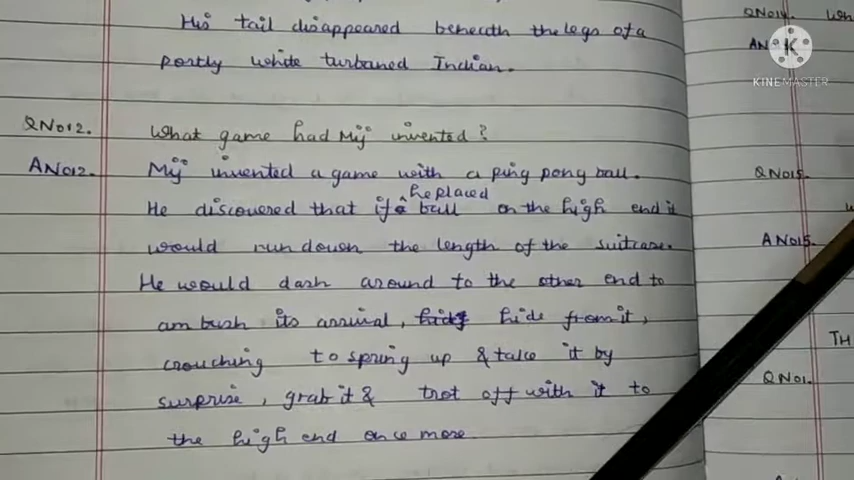 His tail disappeared beneath the legs of a
portly white turbaned Indian.
QNo12. What game had Mij invented?
ANo12. Mij invented a game with a ping pong ball.
he placed
He discovered that if a ball on the high end it
would run down the length of the suitcase.
He would dash around to the other end to
ambush its arrival, hide from it,
crouching to spring up & take it by
surprise, grab it & trot off with it to
the high end once more
QNo14. Wh
K
KINEMASTER
QNo15.
ANo15.
TH
QNo1.